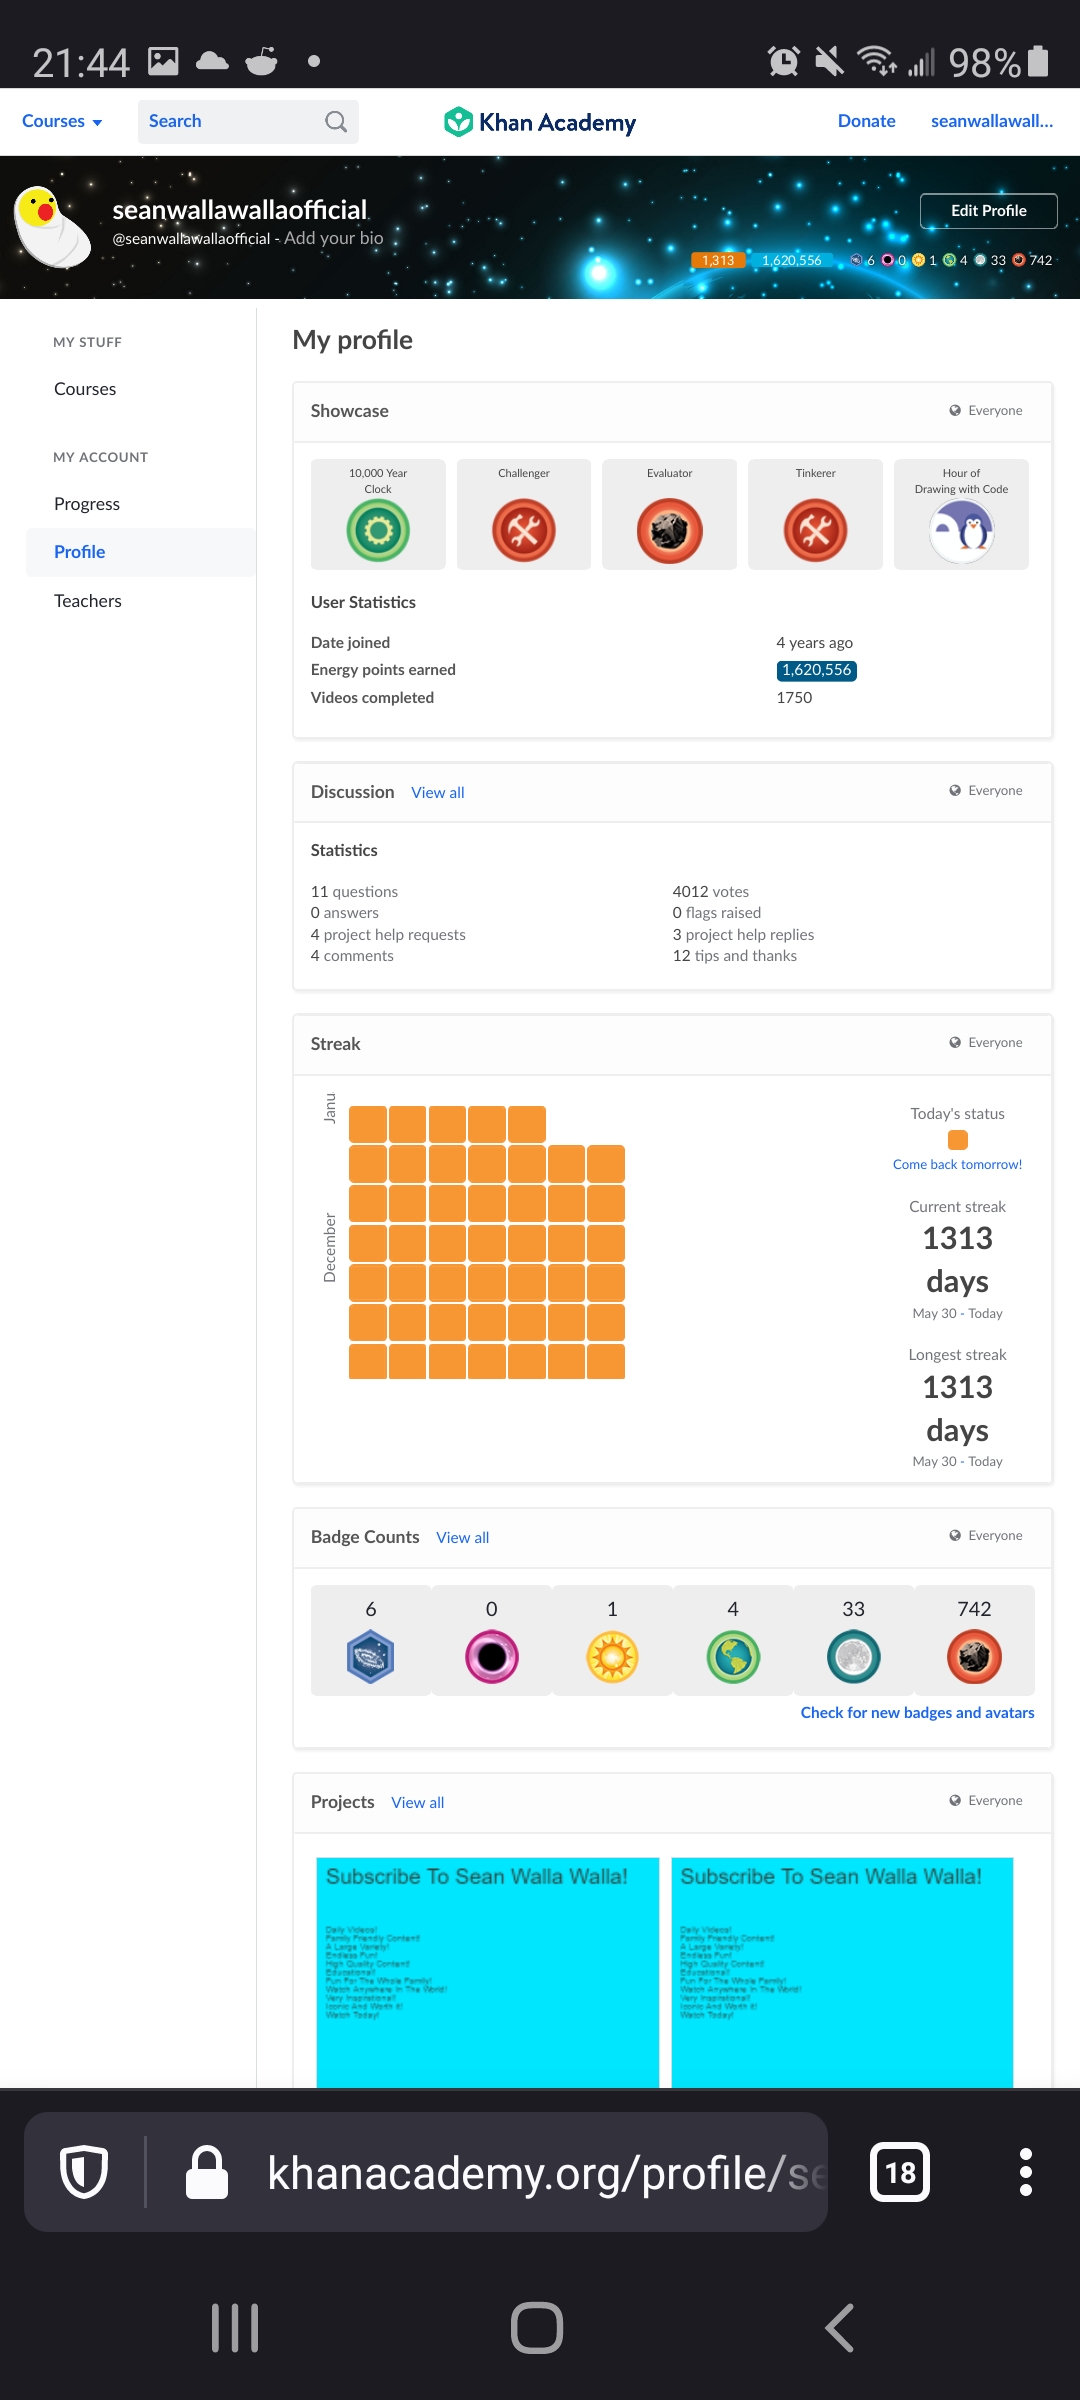 21:44
98%
Courses
Search
Khan Academy
Donate
seanwallawall...
seanwallawallaofficial
@seanwallawallaofficial - Add your bio
Edit Profile
1,313 1,620,556 6 0 1 4 33 742
MY STUFF
Courses
MY ACCOUNT
Progress
Profile
Teachers
My profile
Showcase
Everyone
10,000 Year
Clock
Challenger
Evaluator
Tinkerer
Hour of
Drawing with Code
User Statistics
Date joined 4 years ago
Energy points earned 1,620,556
Videos completed 1750
Discussion View all
Everyone
Statistics
11 questions 4012 votes
0 answers 0 flags raised
4 project help requests 3 project help replies
4 comments 12 tips and thanks
Streak
Everyone
Janu
December
Today's status
Come back tomorrow!
Current streak
1313
days
May 30 - Today
Longest streak
1313
days
May 30 - Today
Badge Counts View all
Everyone
6 0 1 4 33 742
Check for new badges and avatars
Projects View all
Everyone
Subscribe To Sean Walla Walla!
Daily Videos!
Family Friendly Content!
A Large Variety!
Endless Fun!
High Quality Content!
Educational!
Fun For The Whole Family!
Watch Anywhere In The World!
Very Inspirational!
Iconic And Worth It!
Watch Today!
Subscribe To Sean Walla Walla!
Daily Videos!
Family Friendly Content!
A Large Variety!
Endless Fun!
High Quality Content!
Educational!
Fun For The Whole Family!
Watch Anywhere In The World!
Very Inspirational!
Iconic And Worth It!
Watch Today!
khanacademy.org/profile/se
18